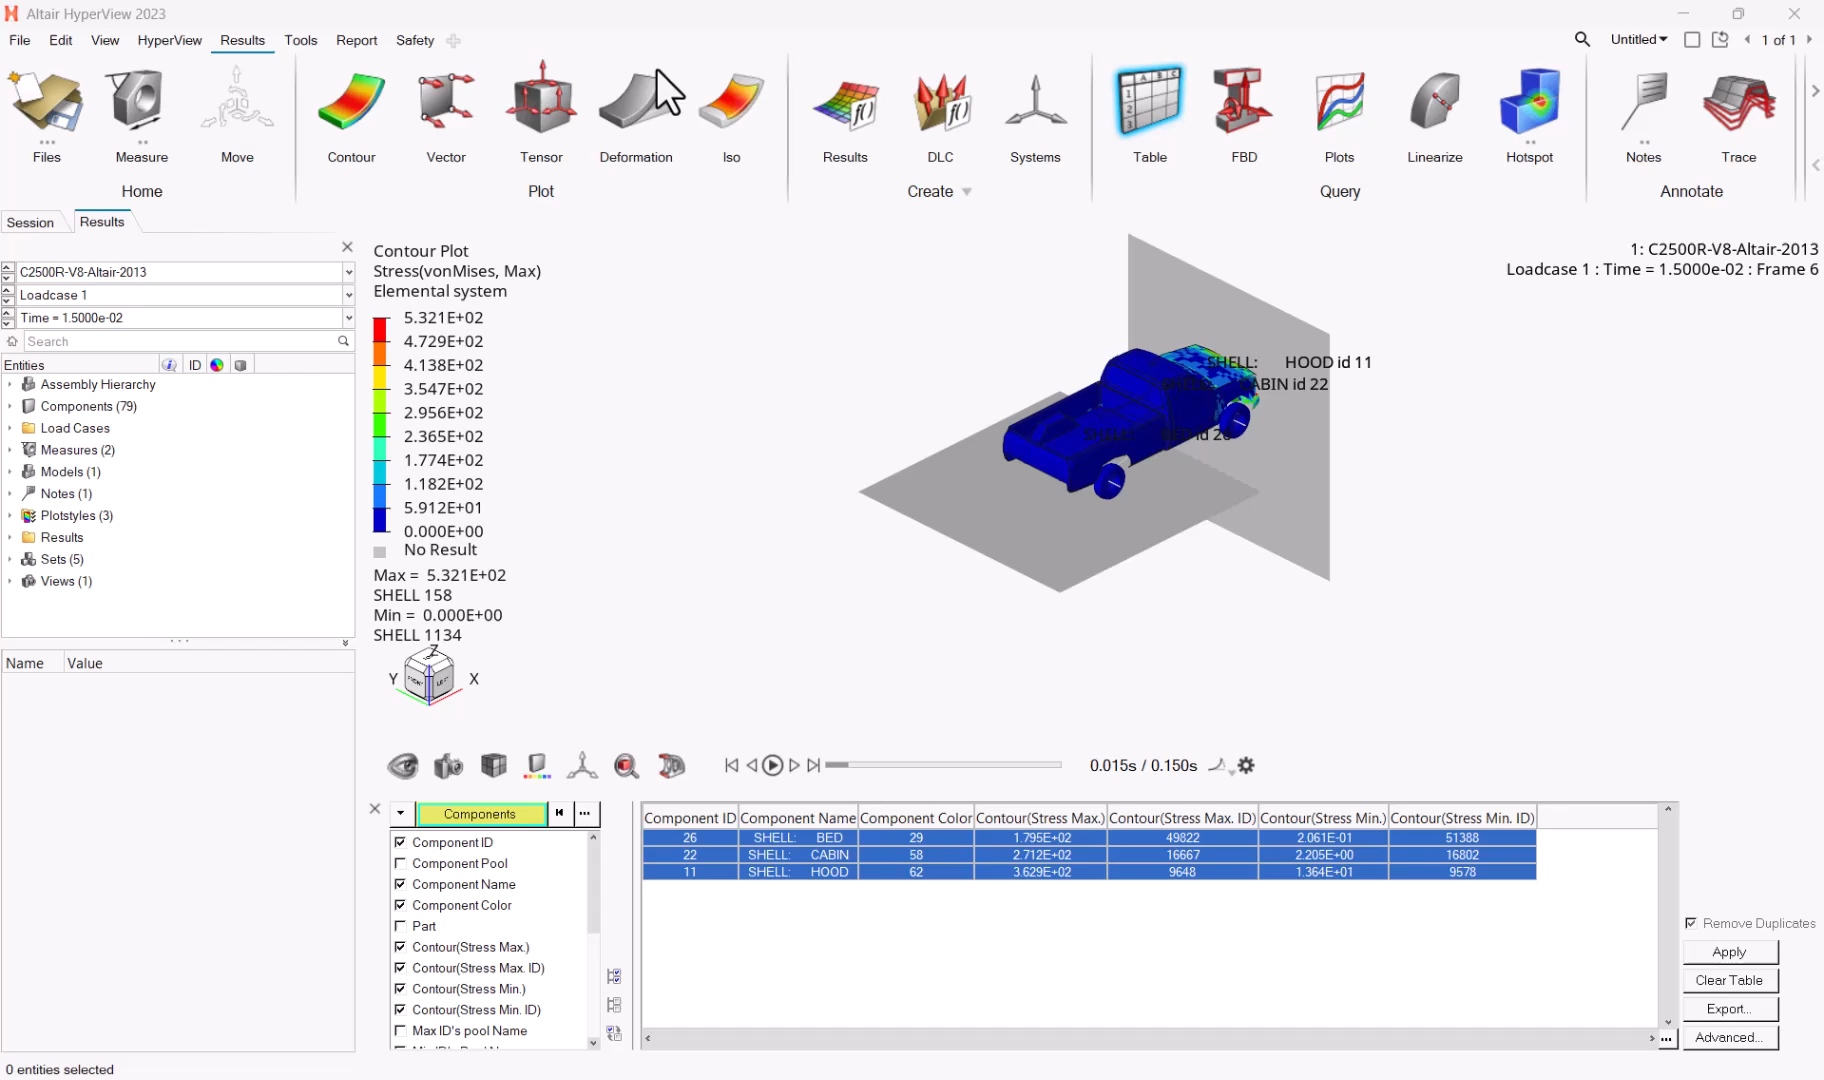 Altair HyperView 2023
File Edit View HyperView Results Tools Report Safety
Untitled 1 of 1
Files Measure Move Contour Vector Tensor Deformation Iso Results DLC Systems Table FBD Plots Linearize Hotspot Notes Trace
Home Plot Create Query Annotate
Session Results
C2500R-V8-Altair-2013
Loadcase 1
Time = 1.5000e-02
Search
Entities ID
Assembly Hierarchy
Components (79)
Load Cases
Measures (2)
Models (1)
Notes (1)
Plotstyles (3)
Results
Sets (5)
Views (1)
Name Value
0 entities selected
Contour Plot
Stress(vonMises, Max)
Elemental system
5.321E+02
4.729E+02
4.138E+02
3.547E+02
2.956E+02
2.365E+02
1.774E+02
1.182E+02
5.912E+01
0.000E+00
No Result
Max = 5.321E+02
SHELL 158
Min = 0.000E+00
SHELL 1134
Z
Y X
1: C2500R-V8-Altair-2013
Loadcase 1 : Time = 1.5000e-02 : Frame 6
SHELL: HOOD id 11
CABIN id 22
SHELL: id 26
0.015s / 0.150s
Components
Component ID
Component Pool
Component Name
Component Color
Part
Contour(Stress Max.)
Contour(Stress Max. ID)
Contour(Stress Min.)
Contour(Stress Min. ID)
Max ID's pool Name
Component ID Component Name Component Color Contour(Stress Max.) Contour(Stress Max. ID) Contour(Stress Min.) Contour(Stress Min. ID)
26 SHELL: BED 29 1.795E+02 49822 2.061E-01 51388
22 SHELL: CABIN 58 2.712E+02 16667 2.205E+00 16802
11 SHELL: HOOD 62 3.629E+02 9648 1.364E+01 9578
Remove Duplicates
Apply
Clear Table
Export...
Advanced...